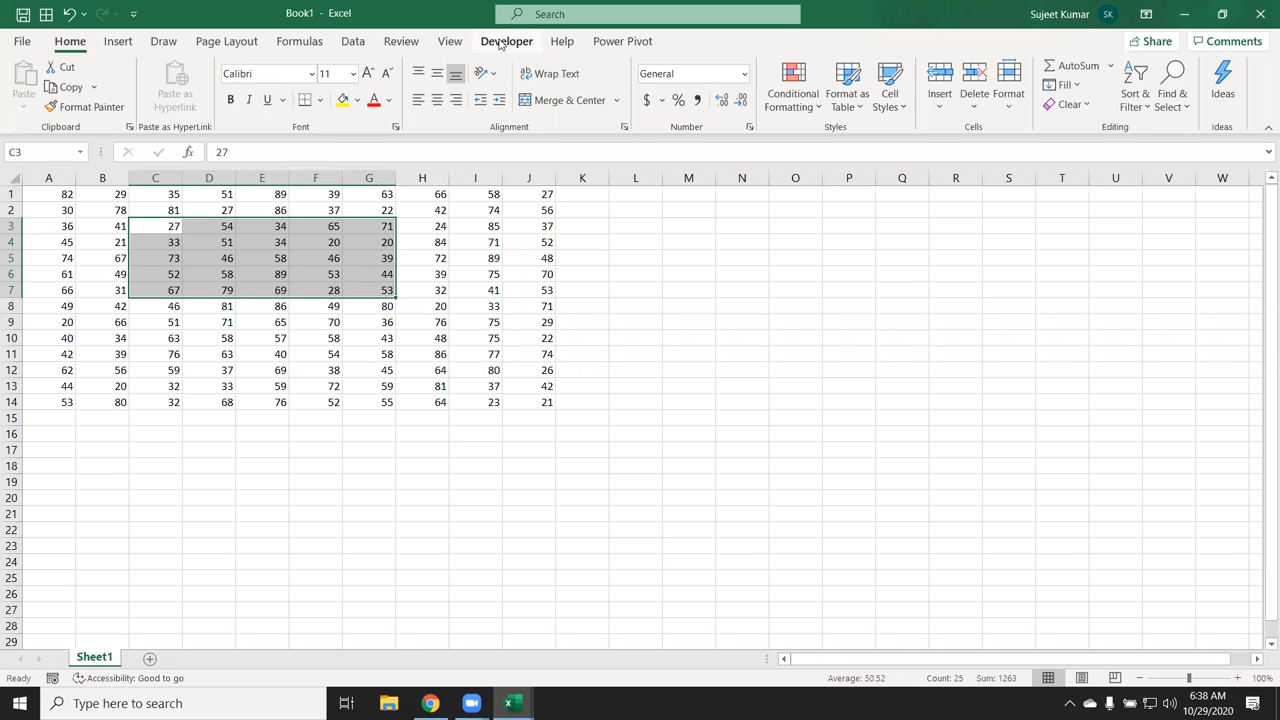 Book1 - Excel
Search
Sujeet Kumar
SK
File Home Insert Draw Page Layout Formulas Data Review View Developer Help Power Pivot
Share Comments
Paste
Cut
Copy
Format Painter
Clipboard
Paste as Hyperlink
Paste as HyperLink
Calibri 11
B I U
Font
Wrap Text
Merge & Center
Alignment
General
$ % ,
Number
Conditional Formatting
Format as Table
Cell Styles
Styles
Insert Delete Format
Cells
AutoSum
Fill
Clear
Sort & Filter
Find & Select
Editing
Ideas
Ideas
C3 fx 27
A B C D E F G H I J K L M N O P Q R S T U V W
1 82 29 35 51 89 39 63 66 58 27
2 30 78 81 27 86 37 22 42 74 56
3 36 41 27 54 34 65 71 24 85 37
4 45 21 33 51 34 20 20 84 71 52
5 74 67 73 46 58 46 39 72 89 48
6 61 49 52 58 89 53 44 39 75 70
7 66 31 67 79 69 28 53 32 41 53
8 49 42 46 81 86 49 80 20 33 71
9 20 66 51 71 65 70 36 76 75 29
10 40 34 63 58 57 58 43 48 75 22
11 42 39 76 63 40 54 58 86 77 74
12 62 56 59 37 69 38 45 64 80 26
13 44 20 32 33 59 72 59 81 37 42
14 53 80 32 68 76 52 55 64 23 21
15
16
17
18
19
20
21
22
23
24
25
26
27
28
29
Sheet1
Ready
Accessibility: Good to go
Average: 50.52 Count: 25 Sum: 1263
100%
Type here to search
6:38 AM
10/29/2020